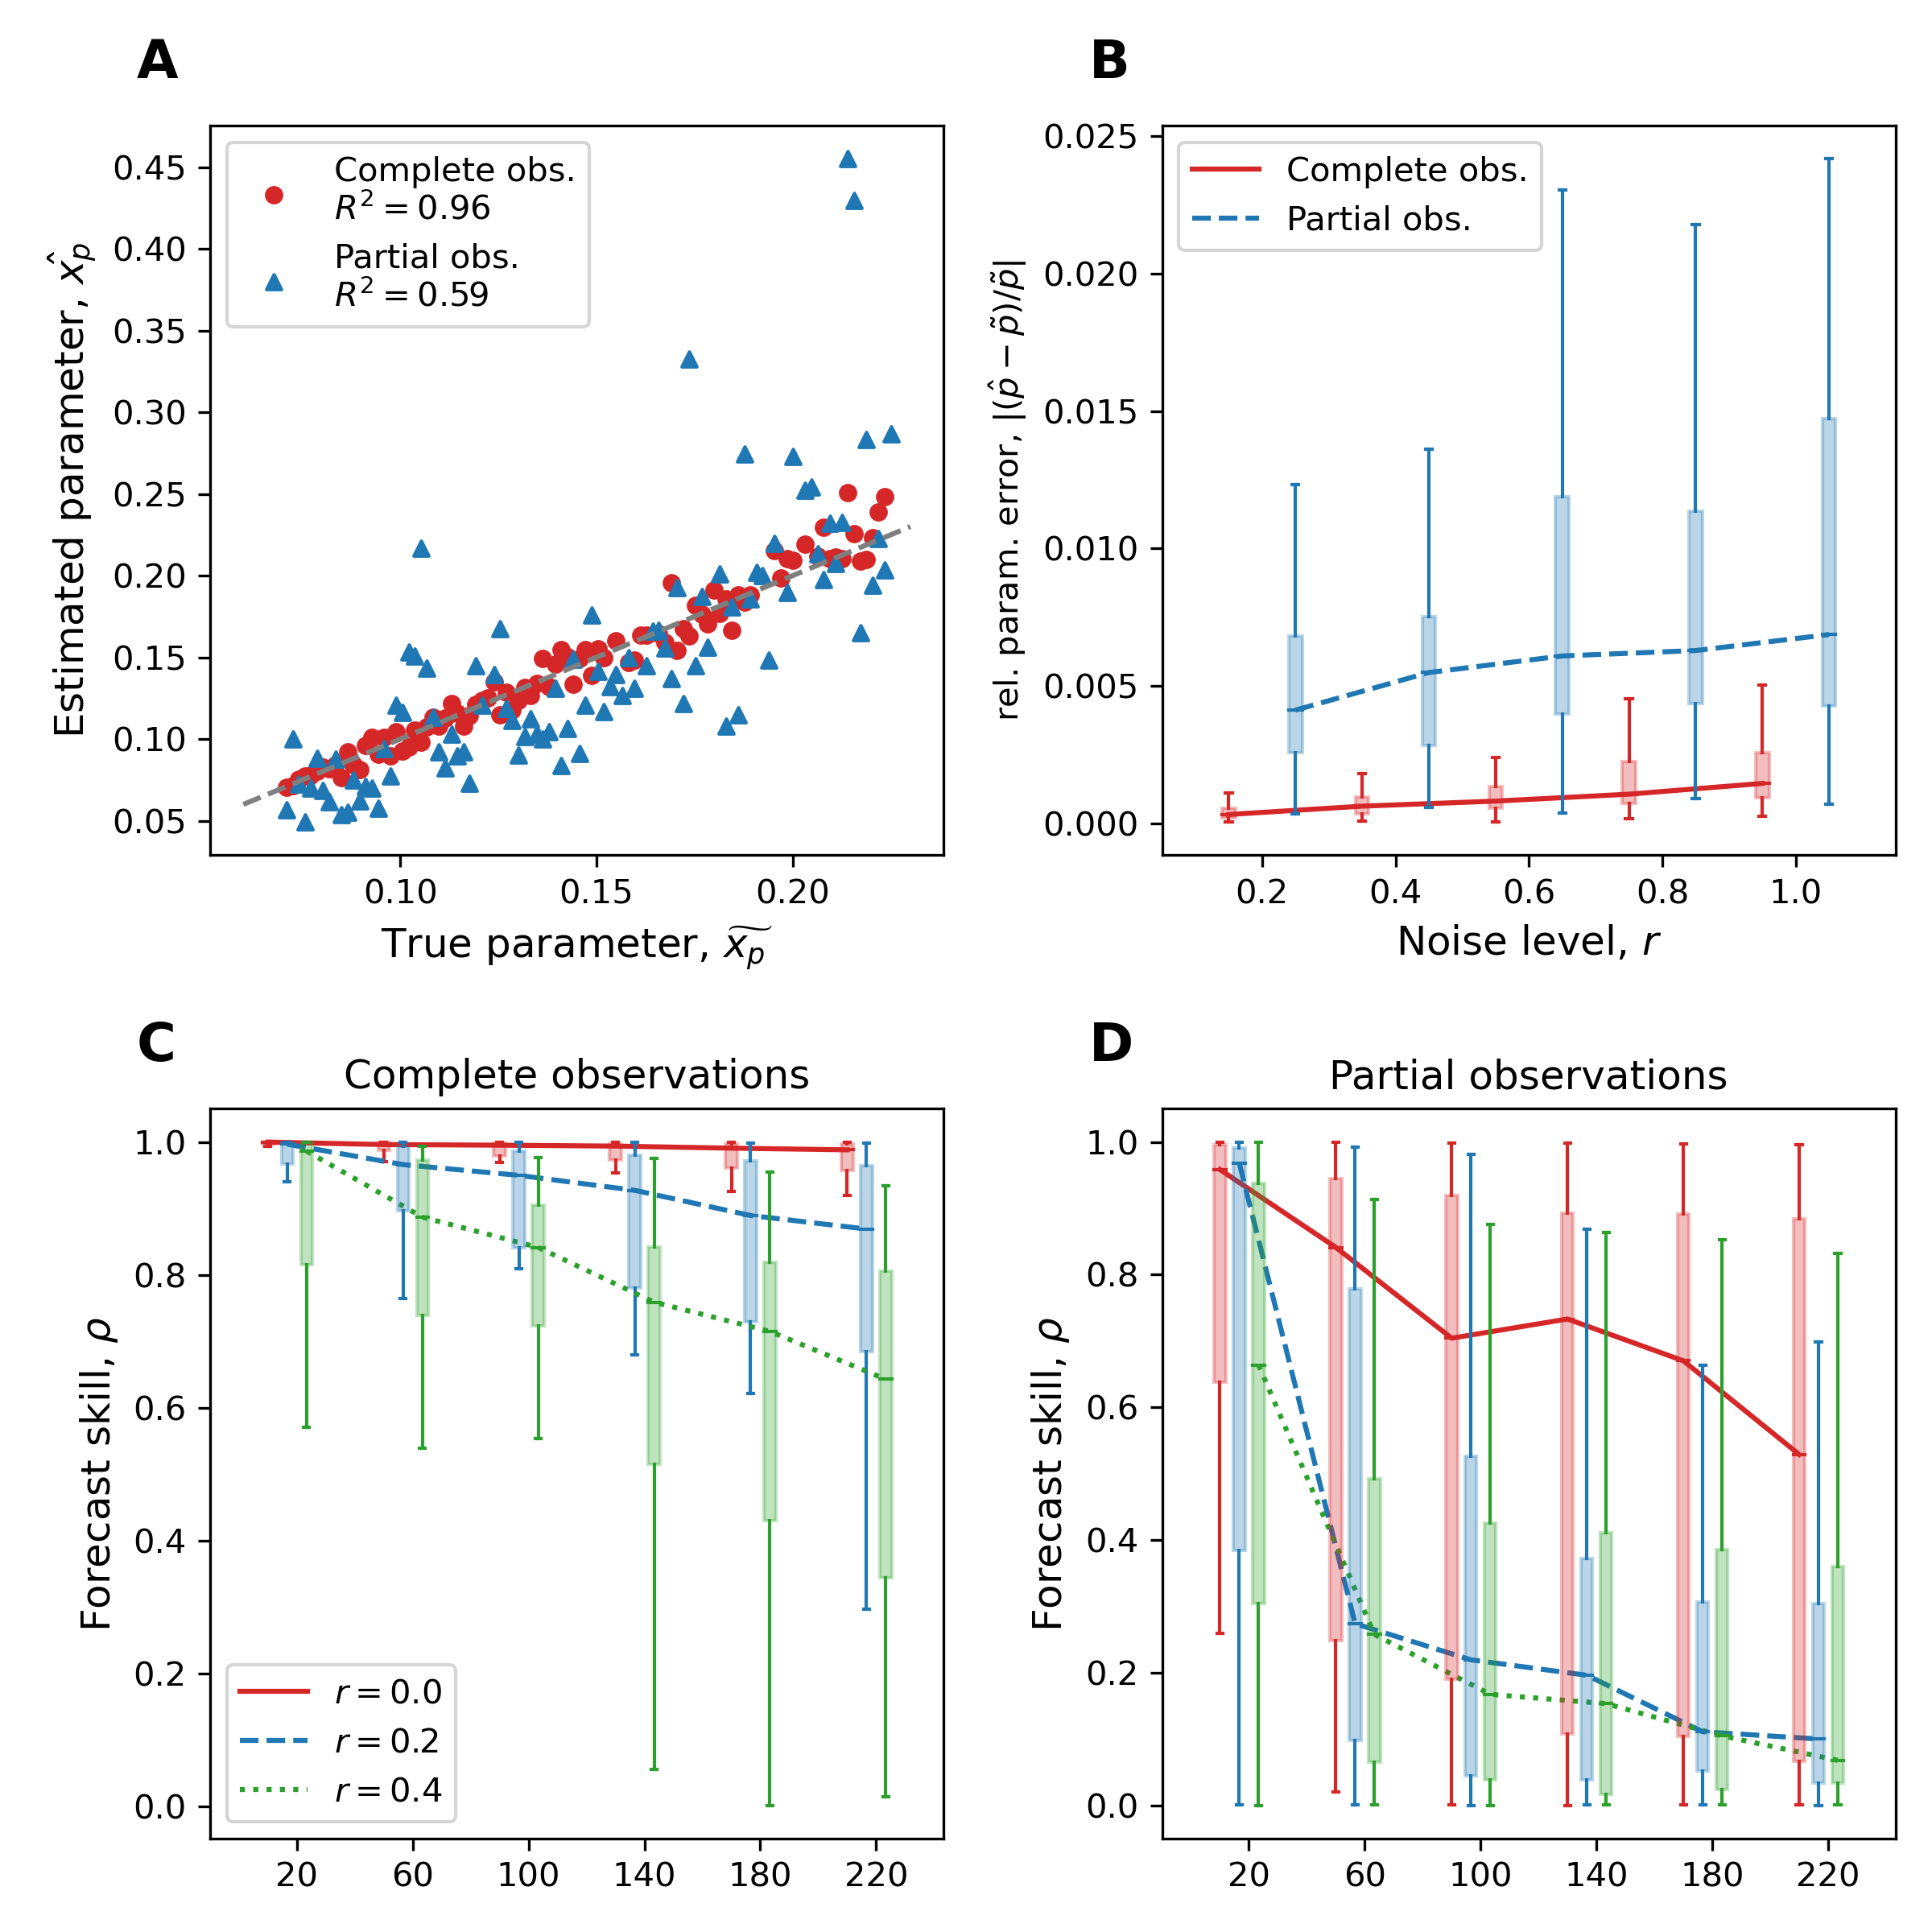 A
Complete obs.
R² = 0.96
Partial obs.
R² = 0.59
0.45
0.40
0.35
0.30
0.25
0.20
0.15
0.10
0.05
Estimated parameter, x̂_p
0.10 0.15 0.20
True parameter, x̃_p
B
Complete obs.
Partial obs.
0.025
0.020
0.015
0.010
0.005
0.000
rel. param. error, |(p̂ − p̃)/p̃|
0.2 0.4 0.6 0.8 1.0
Noise level, r
C
Complete observations
1.0
0.8
0.6
0.4
0.2
0.0
Forecast skill, ρ
r = 0.0
r = 0.2
r = 0.4
20 60 100 140 180 220
D
Partial observations
1.0
0.8
0.6
0.4
0.2
0.0
Forecast skill, ρ
20 60 100 140 180 220